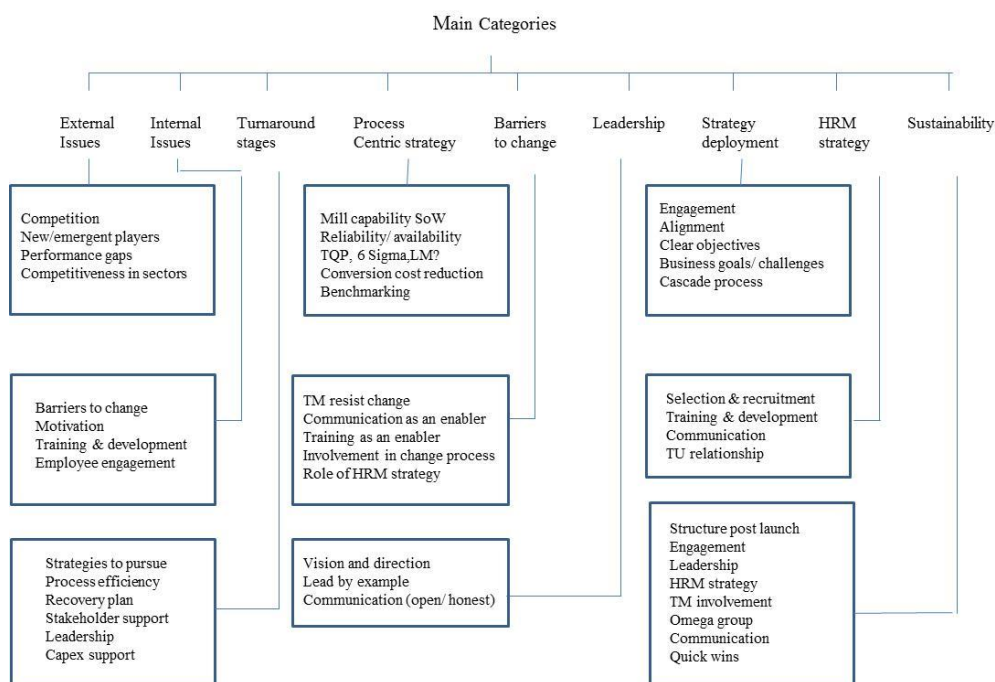 Main Categories
External
Issues
Internal
Issues
Turnaround
stages
Process
Centric strategy
Barriers
to change
Leadership
Strategy
deployment
HRM
strategy
Sustainability
Competition
New/emergent players
Performance gaps
Competitiveness in sectors
Mill capability SoW
Reliability/ availability
TQP, 6 Sigma,LM?
Conversion cost reduction
Benchmarking
Engagement
Alignment
Clear objectives
Business goals/ challenges
Cascade process
Barriers to change
Motivation
Training & development
Employee engagement
TM resist change
Communication as an enabler
Training as an enabler
Involvement in change process
Role of HRM strategy
Selection & recruitment
Training & development
Communication
TU relationship
Strategies to pursue
Process efficiency
Recovery plan
Stakeholder support
Leadership
Capex support
Vision and direction
Lead by example
Communication (open/ honest)
Structure post launch
Engagement
Leadership
HRM strategy
TM involvement
Omega group
Communication
Quick wins